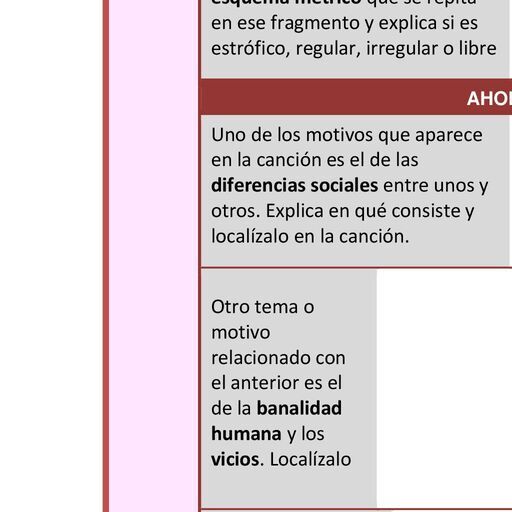 esquema métrico que se repita
en ese fragmento y explica si es
estrófico, regular, irregular o libre
AHO
Uno de los motivos que aparece
en la canción es el de las
diferencias sociales entre unos y
otros. Explica en qué consiste y
localízalo en la canción.
Otro tema o
motivo
relacionado con
el anterior es el
de la banalidad
humana y los
vicios. Localízalo